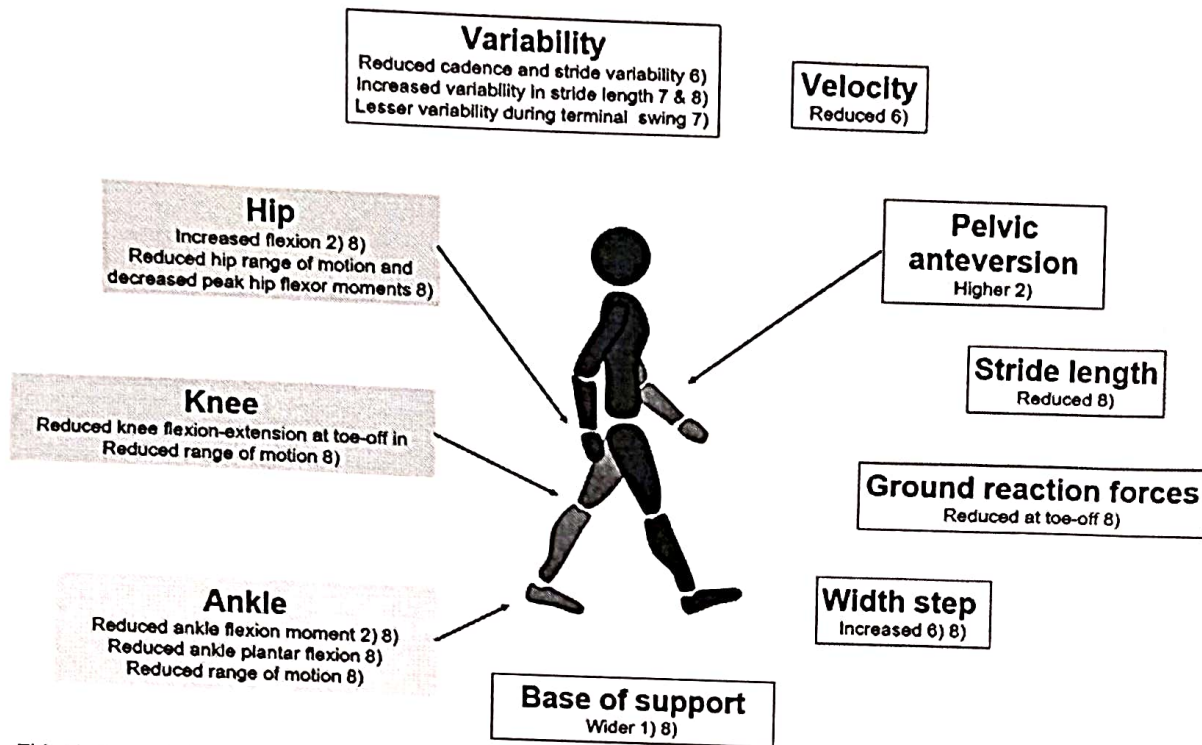 Variability
Reduced cadence and stride variability 6)
Increased variability in stride length 7 & 8)
Lesser variability during terminal swing 7)
Velocity
Reduced 6)
Hip
Increased flexion 2) 8)
Reduced hip range of motion and
decreased peak hip flexor moments 8)
Pelvic
anteversion
Higher 2)
Stride length
Reduced 8)
Knee
Reduced knee flexion-extension at toe-off in
Reduced range of motion 8)
Ground reaction forces
Reduced at toe-off 8)
Ankle
Reduced ankle flexion moment 2) 8)
Reduced ankle plantar flexion 8)
Reduced range of motion 8)
Width step
Increased 6) 8)
Base of support
Wider 1) 8)